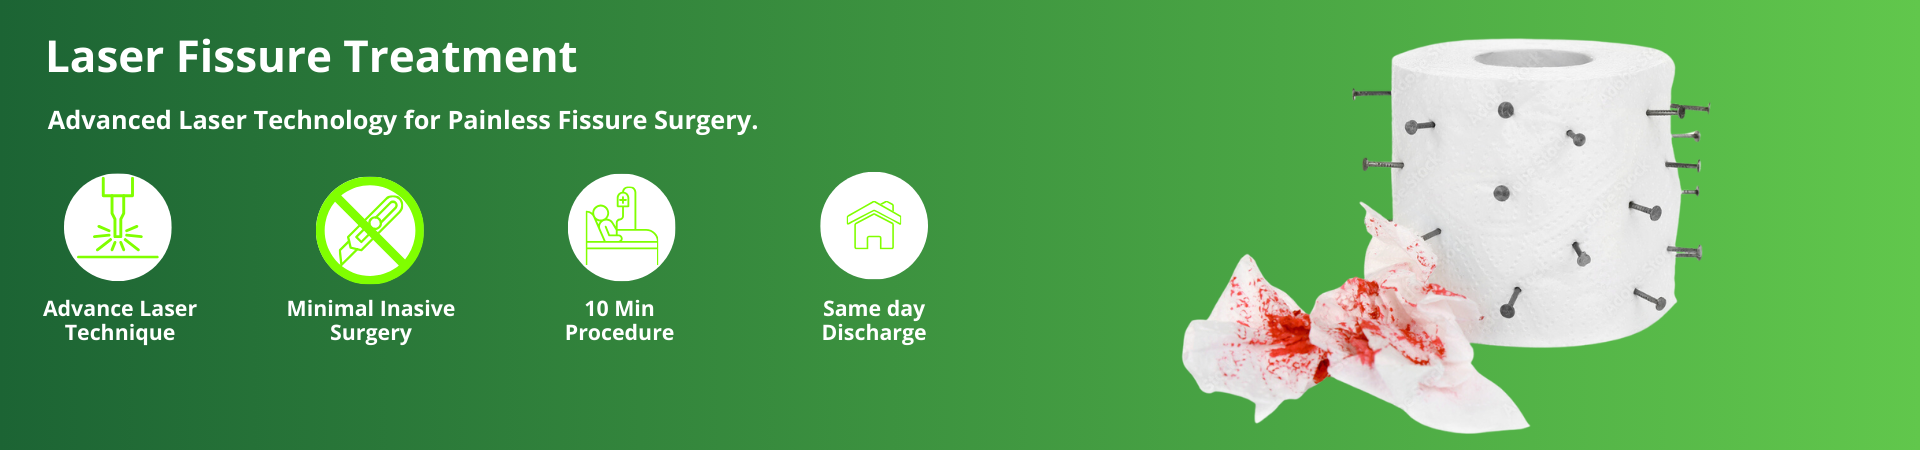 Laser Fissure Treatment
Advanced Laser Technology for Painless Fissure Surgery.
Advance Laser
Technique
Minimal Inasive
Surgery
10 Min
Procedure
Same day
Discharge